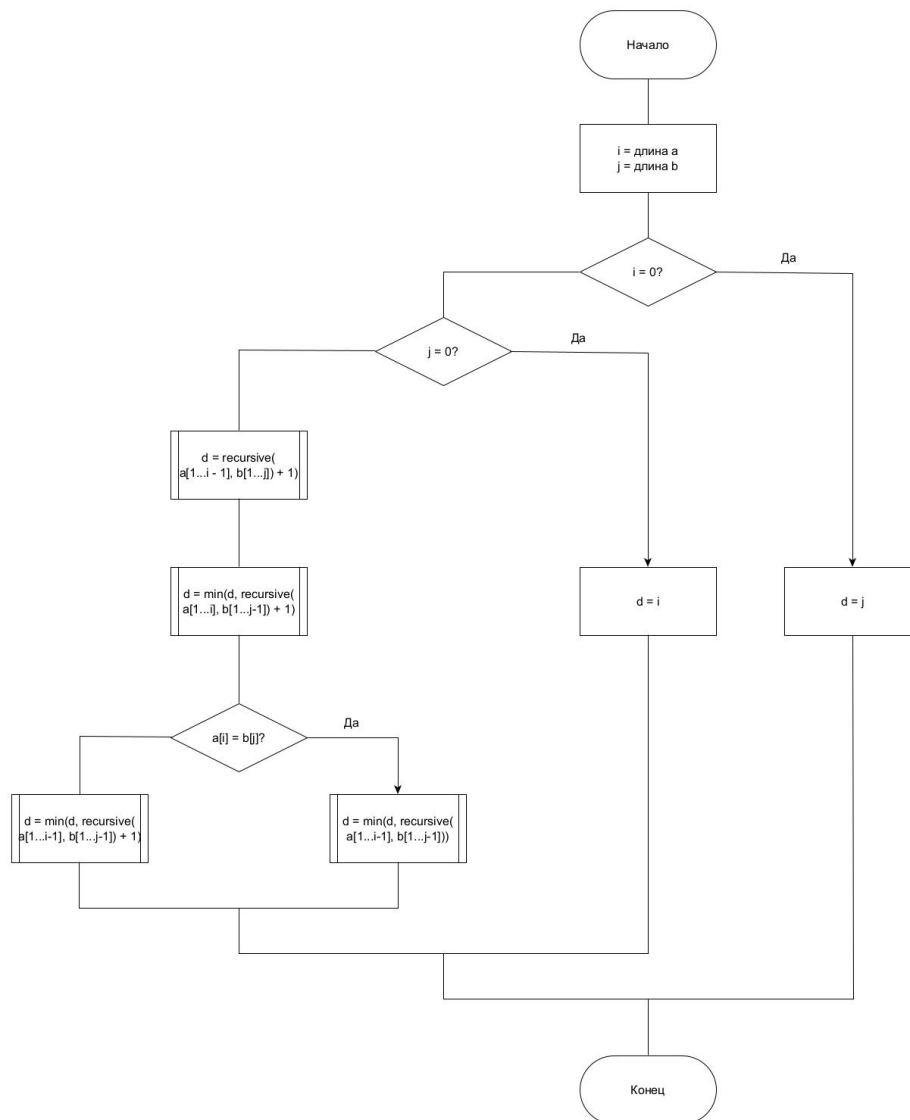 Начало
i = длина a
j = длина b
i = 0?
Да
j = 0?
Да
d = recursive(
a[1...i - 1], b[1...j]) + 1)
d = min(d, recursive(
a[1...i], b[1...j-1]) + 1)
d = i
d = j
a[i] = b[j]?
Да
d = min(d, recursive(
a[1...i-1], b[1...j-1]) + 1)
d = min(d, recursive(
a[1...i-1], b[1...j-1]))
Конец